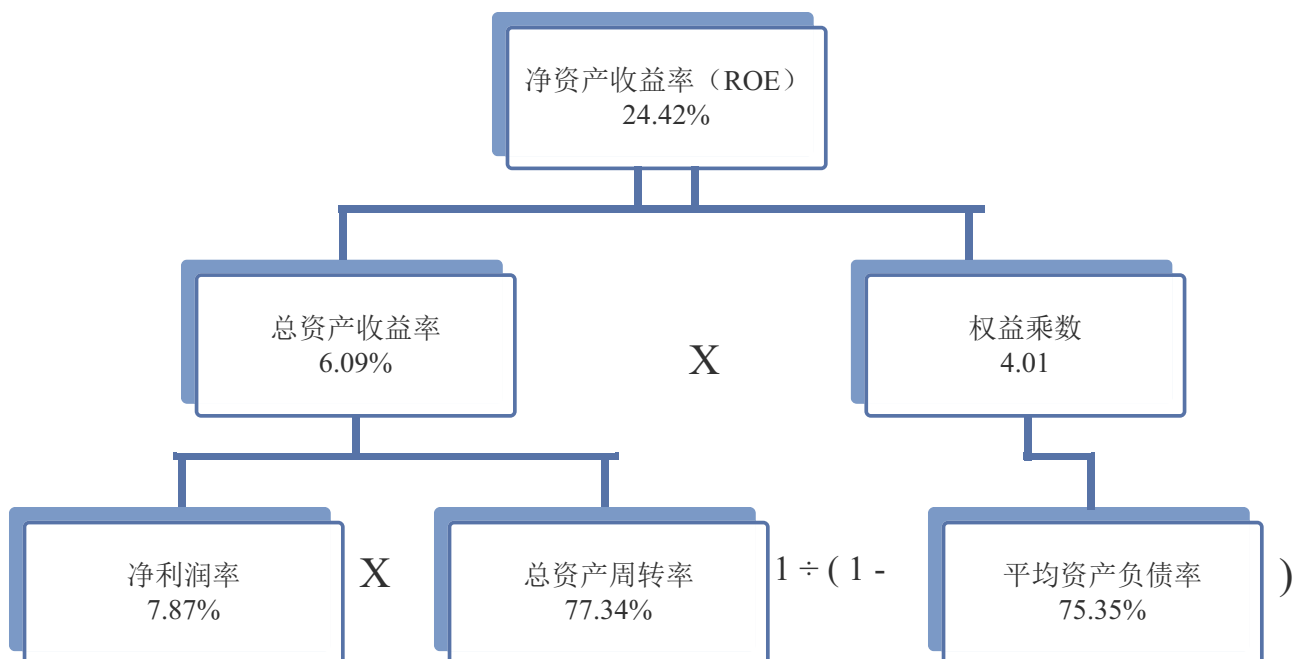 净资产收益率（ROE）
24.42%
总资产收益率
6.09%
X
权益乘数
4.01
净利润率
7.87%
X
总资产周转率
77.34%
1 ÷ ( 1 -
平均资产负债率
75.35%
)